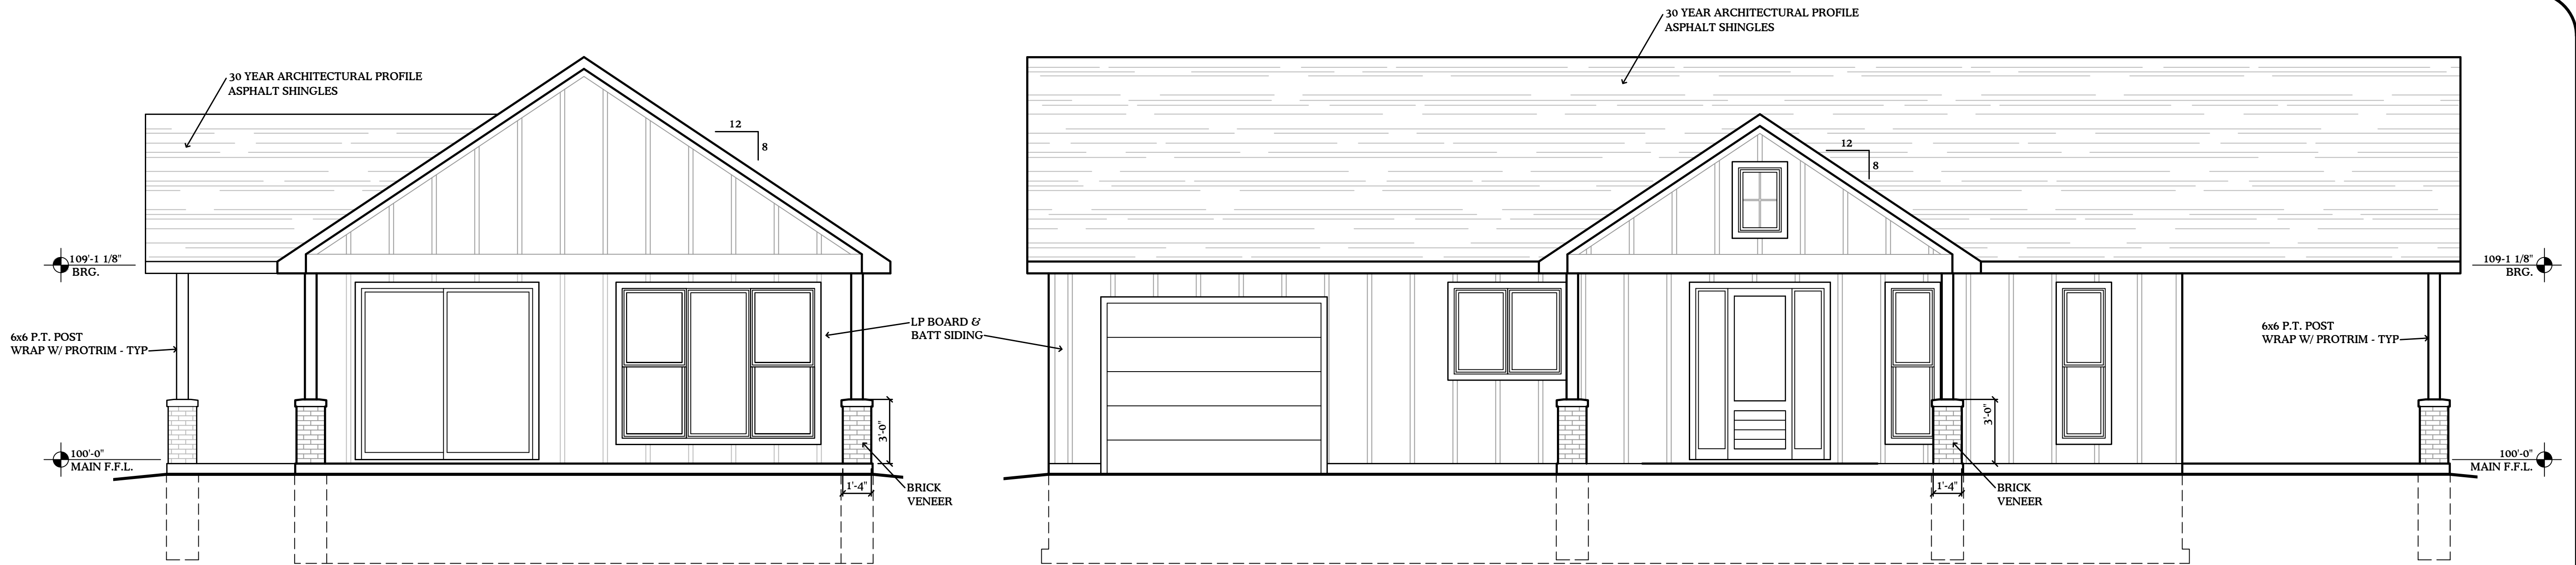 30 YEAR ARCHITECTURAL PROFILE
ASPHALT SHINGLES
12
8
109'-1 1/8"
BRG.
6x6 P.T. POST
WRAP W/ PROTRIM - TYP
100'-0"
MAIN F.F.L.
3'-0"
1'-4"
BRICK
VENEER
LP BOARD &
BATT SIDING
30 YEAR ARCHITECTURAL PROFILE
ASPHALT SHINGLES
12
8
109-1 1/8"
BRG.
6x6 P.T. POST
WRAP W/ PROTRIM - TYP
3'-0"
100'-0"
MAIN F.F.L.
1'-4"
BRICK
VENEER